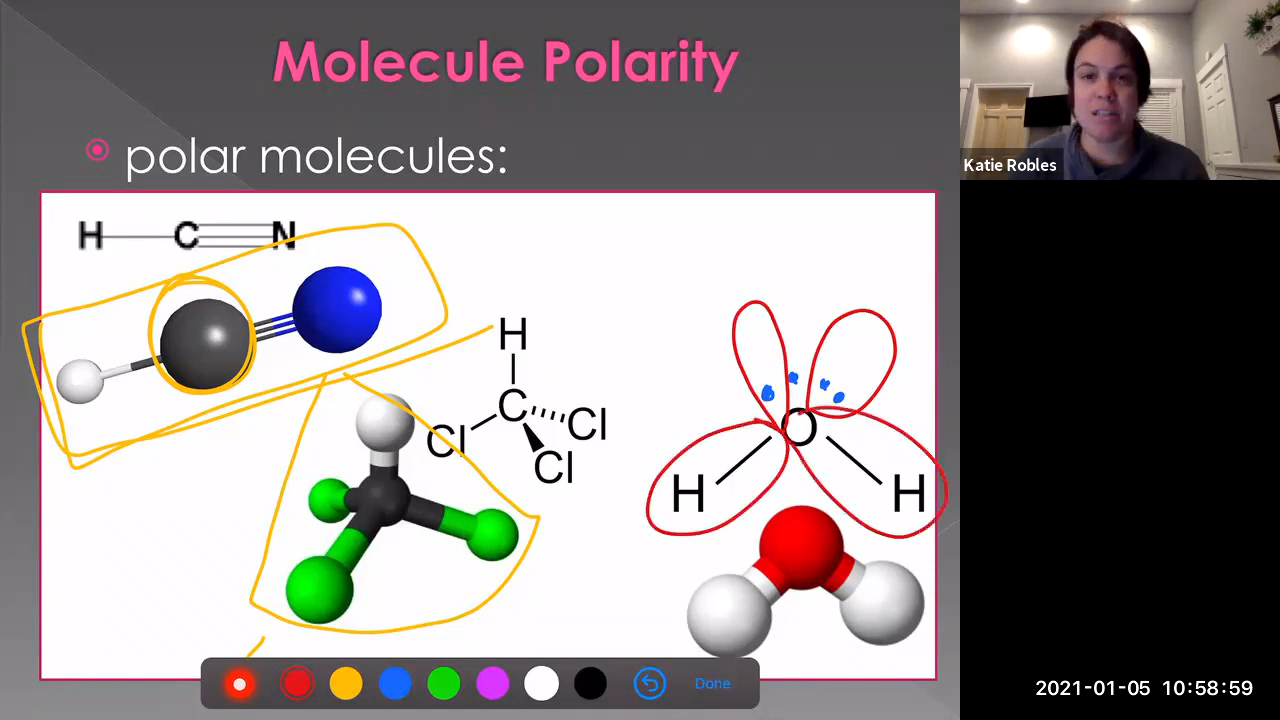 Molecule Polarity
polar molecules:
H C N
H
C Cl
Cl
Cl
O
H H
Katie Robles
Done
2021-01-05 10:58:59